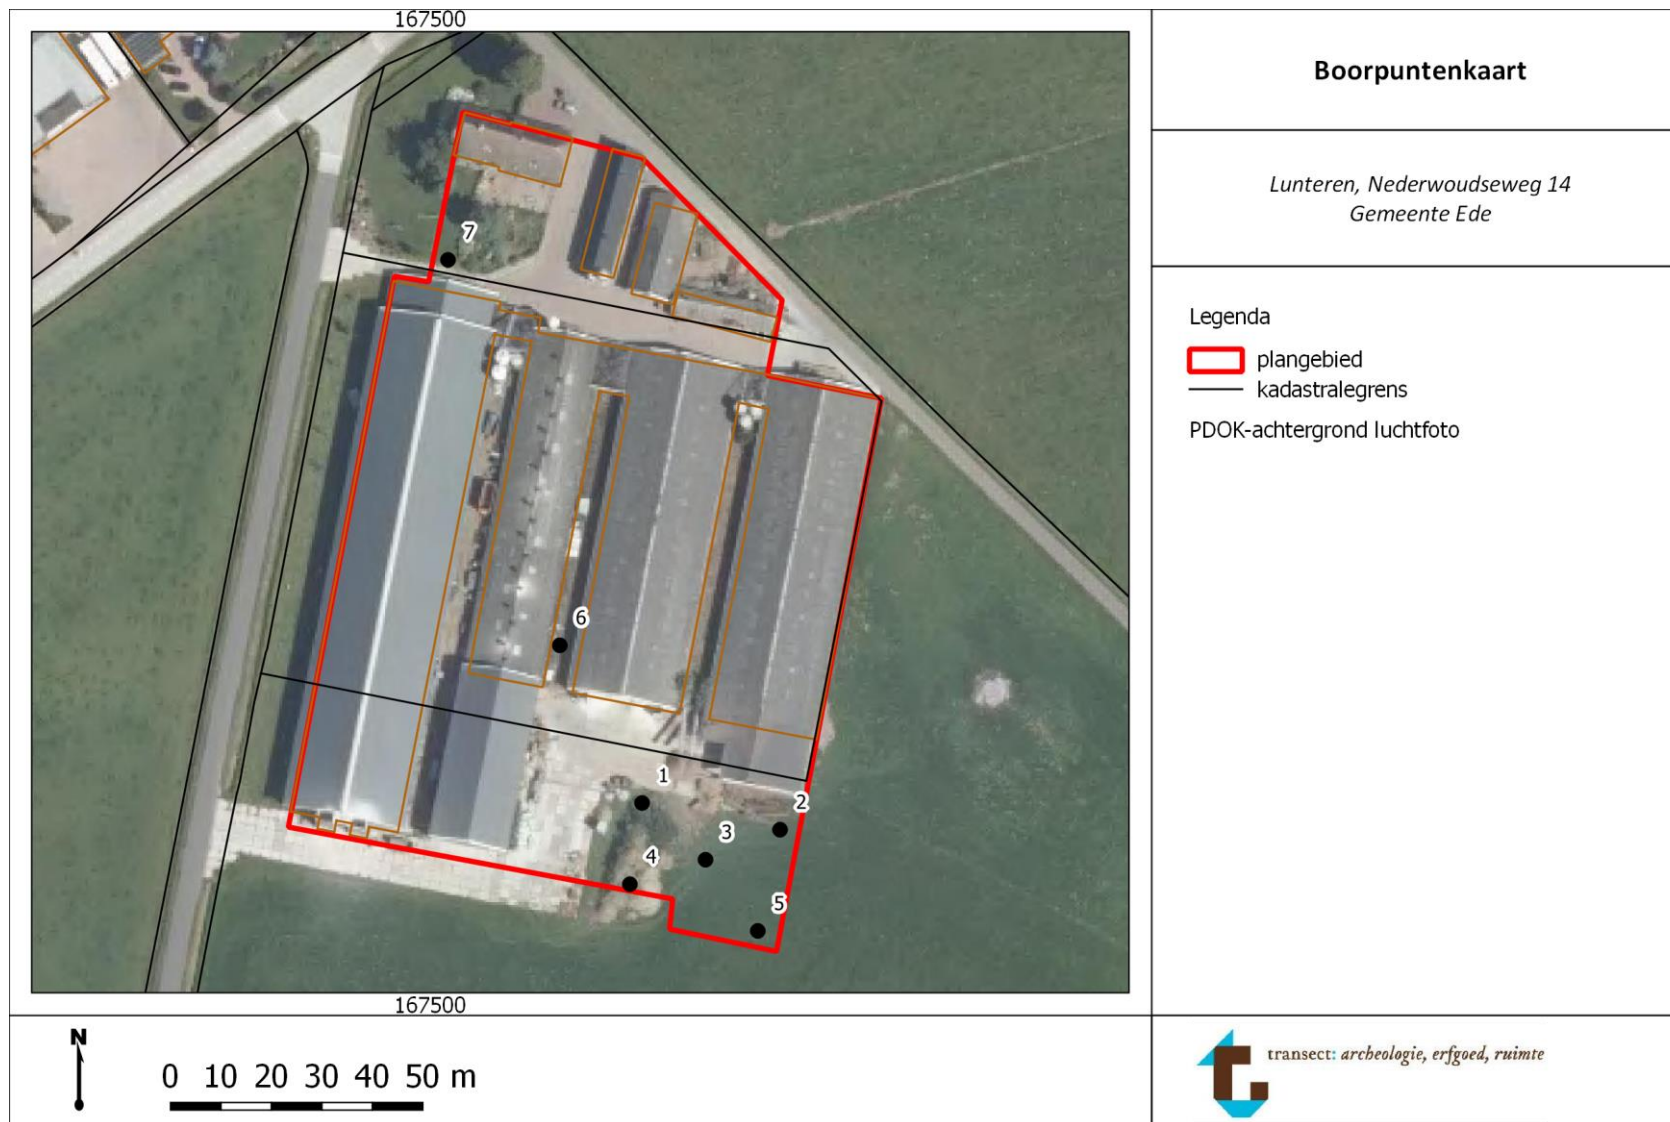 167500
Boorpuntenkaart
Lunteren, Nederwoudseweg 14
Gemeente Ede
Legenda
plangebied
kadastralegrens
PDOK-achtergrond luchtfoto
7
6
1
2
3
4
5
167500
N
0 10 20 30 40 50 m
transect: archeologie, erfgoed, ruimte